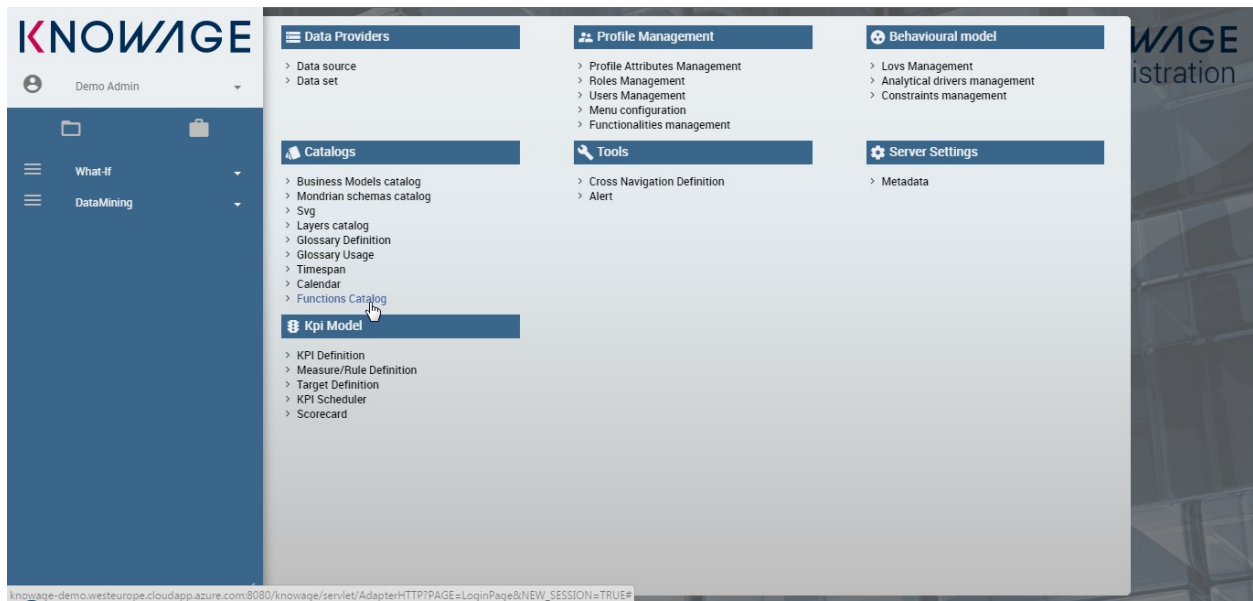 KNOWAGE
Demo Admin
What-If
DataMining
Data Providers
Data source
Data set
Profile Management
Profile Attributes Management
Roles Management
Users Management
Menu configuration
Functionalities management
Behavioural model
Lovs Management
Analytical drivers management
Constraints management
Catalogs
Business Models catalog
Mondrian schemas catalog
Svg
Layers catalog
Glossary Definition
Glossary Usage
Timespan
Calendar
Functions Catalog
Tools
Cross Navigation Definition
Alert
Server Settings
Metadata
Kpi Model
KPI Definition
Measure/Rule Definition
Target Definition
KPI Scheduler
Scorecard
WAGE
istration
knowage-demo.westeurope.cloudapp.azure.com:8080/knowage/servlet/AdapterHTTP?PAGE=LoginPage&NEW_SESSION=TRUE#